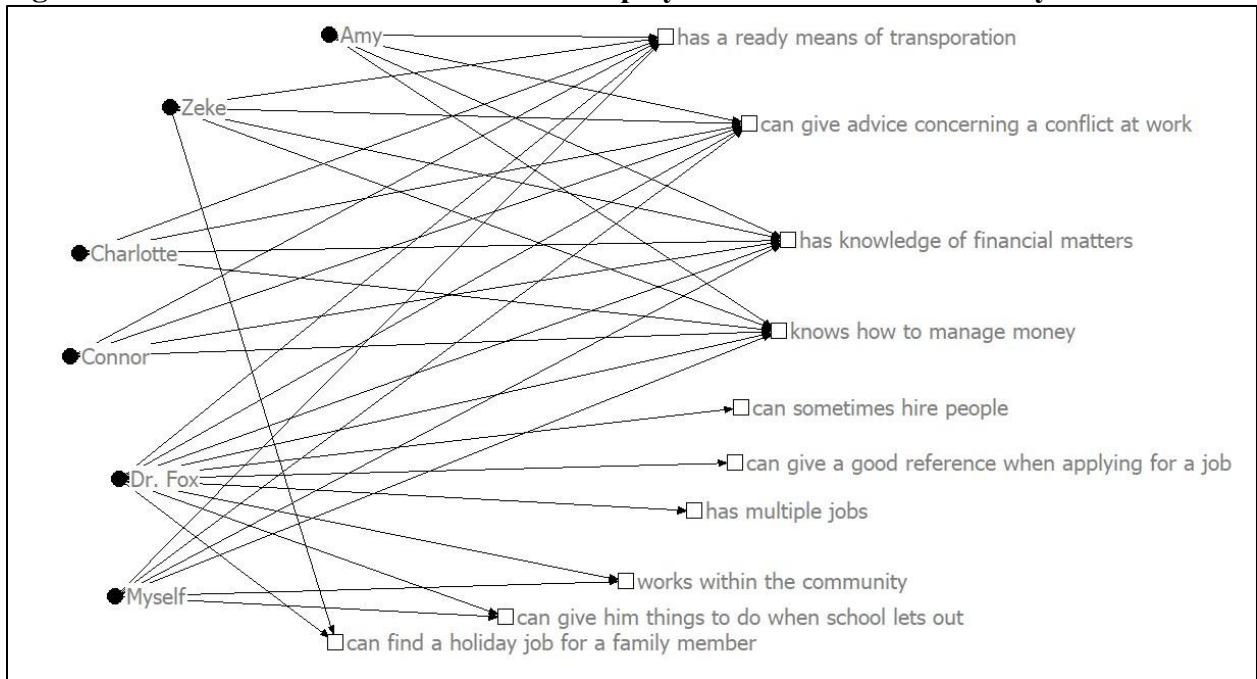 Amy
has a ready means of transporation
Zeke
can give advice concerning a conflict at work
has knowledge of financial matters
Charlotte
knows how to manage money
Connor
can sometimes hire people
can give a good reference when applying for a job
Dr. Fox
has multiple jobs
works within the community
Myself
can give him things to do when school lets out
can find a holiday job for a family member